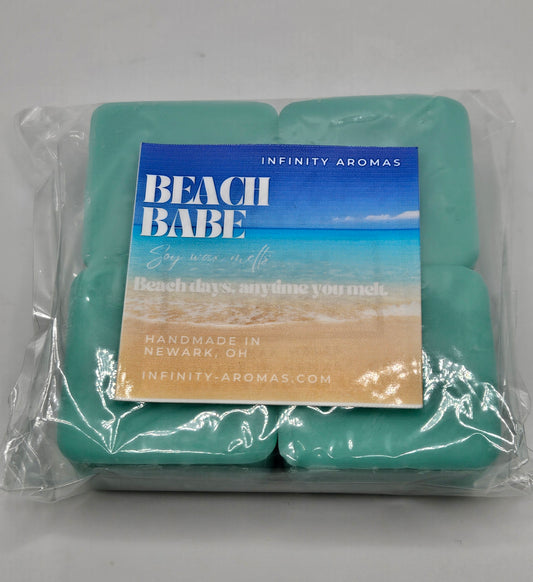 INFINITY AROMAS
BEACH
BABE
Soy wax melts
Beach days, anytime you melt.
HANDMADE IN
NEWARK, OH
INFINITY-AROMAS.COM